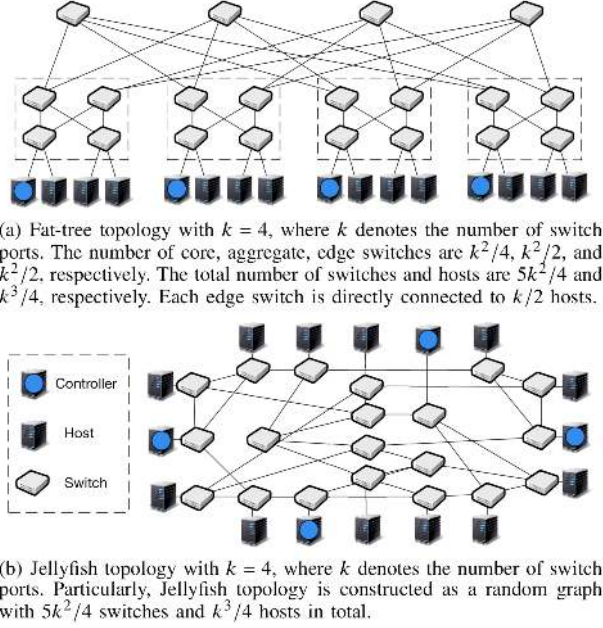 (a) Fat-tree topology with k = 4, where k denotes the number of switch
ports. The number of core, aggregate, edge switches are k²/4, k²/2, and
k²/2, respectively. The total number of switches and hosts are 5k²/4 and
k³/4, respectively. Each edge switch is directly connected to k/2 hosts.
Controller
Host
Switch
(b) Jellyfish topology with k = 4, where k denotes the number of switch
ports. Particularly, Jellyfish topology is constructed as a random graph
with 5k²/4 switches and k³/4 hosts in total.